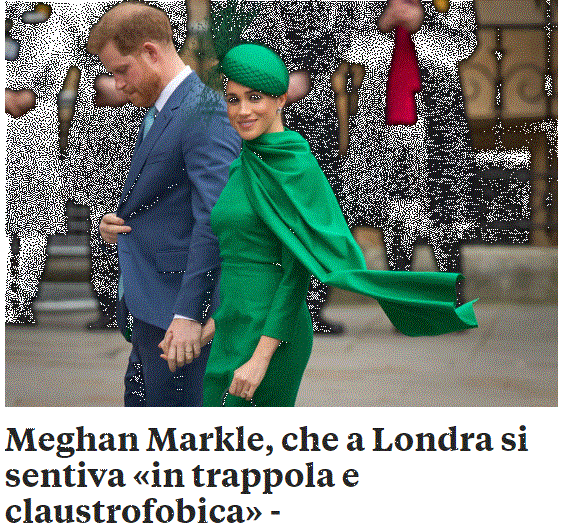 Meghan Markle, che a Londra si
sentiva «in trappola e
claustrofobica» -